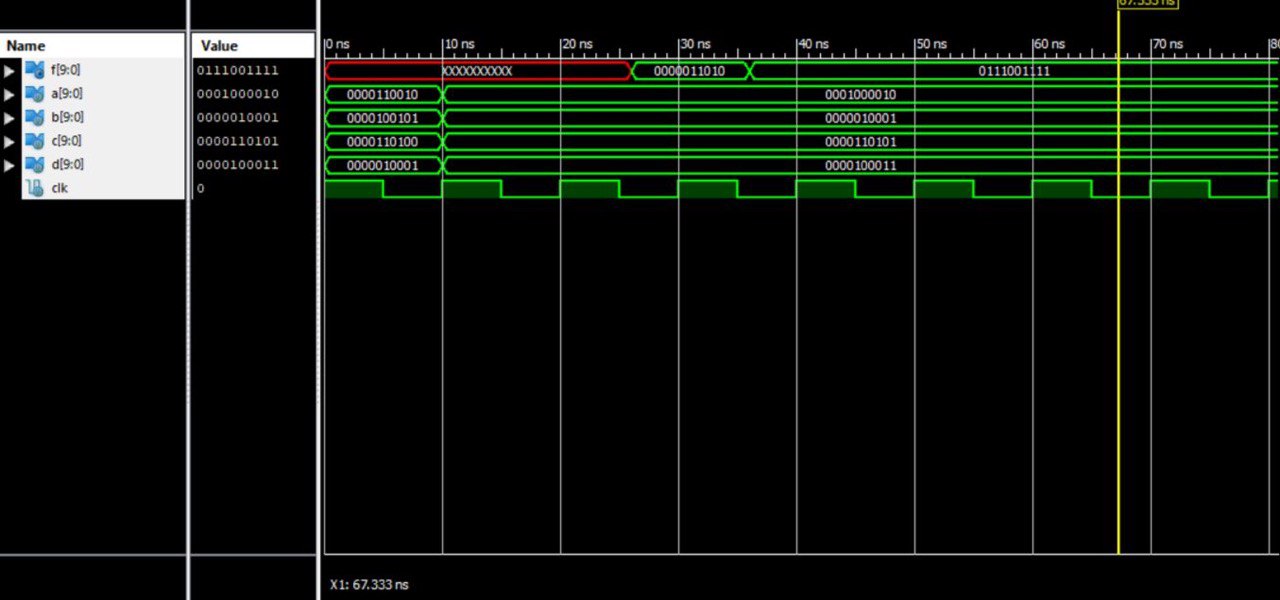 67.333 ns
Name Value 0 ns 10 ns 20 ns 30 ns 40 ns 50 ns 60 ns 70 ns
f[9:0] 0111001111 XXXXXXXXXX 0000011010 0111001111
a[9:0] 0001000010 0000110010 0001000010
b[9:0] 0000010001 0000100101 0000010001
c[9:0] 0000110101 0000110100 0000110101
d[9:0] 0000100011 0000010001 0000100011
clk 0
X1: 67.333 ns